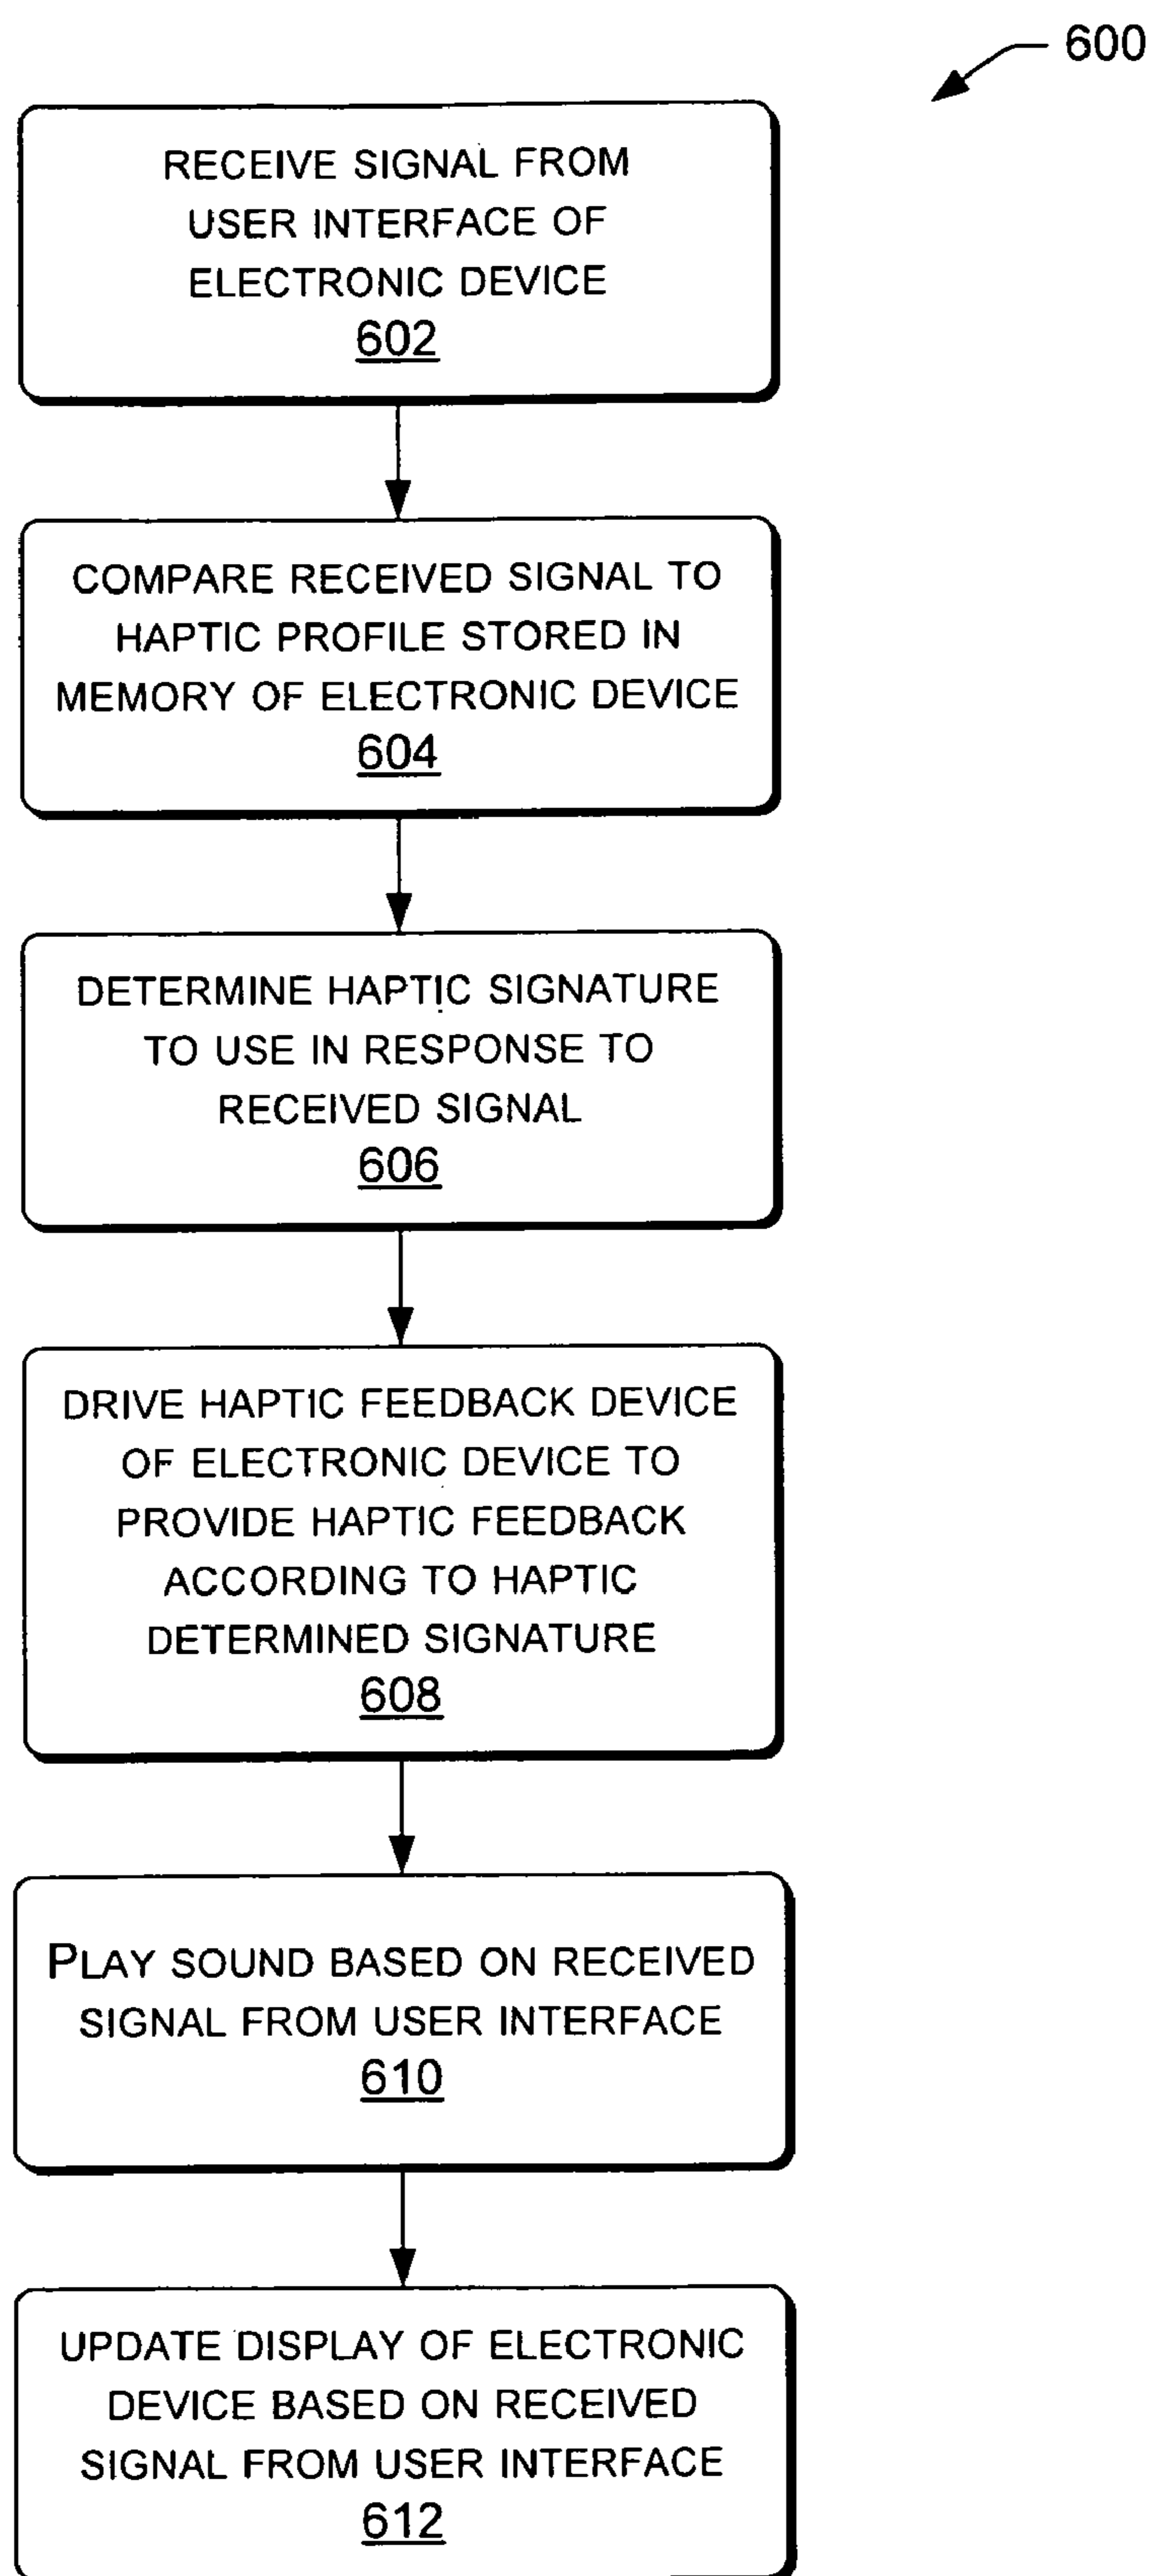 600
RECEIVE SIGNAL FROM
USER INTERFACE OF
ELECTRONIC DEVICE
602
COMPARE RECEIVED SIGNAL TO
HAPTIC PROFILE STORED IN
MEMORY OF ELECTRONIC DEVICE
604
DETERMINE HAPTIC SIGNATURE
TO USE IN RESPONSE TO
RECEIVED SIGNAL
606
DRIVE HAPTIC FEEDBACK DEVICE
OF ELECTRONIC DEVICE TO
PROVIDE HAPTIC FEEDBACK
ACCORDING TO HAPTIC
DETERMINED SIGNATURE
608
PLAY SOUND BASED ON RECEIVED
SIGNAL FROM USER INTERFACE
610
UPDATE DISPLAY OF ELECTRONIC
DEVICE BASED ON RECEIVED
SIGNAL FROM USER INTERFACE
612